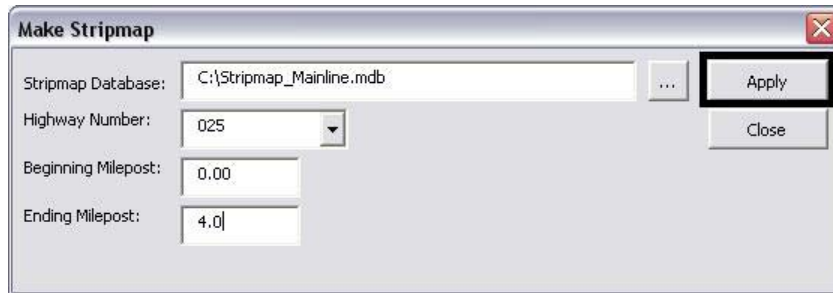 Make Stripmap
Stripmap Database: C:\Stripmap_Mainline.mdb ... Apply
Highway Number: 025 Close
Beginning Milepost: 0.00
Ending Milepost: 4.0